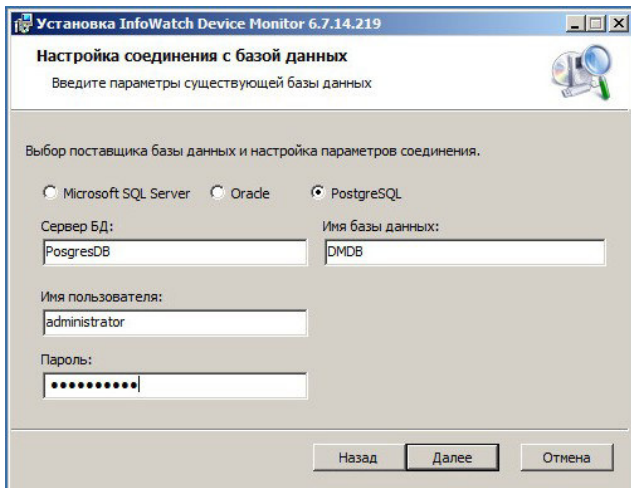 Установка InfoWatch Device Monitor 6.7.14.219
Настройка соединения с базой данных
Введите параметры существующей базы данных
Выбор поставщика базы данных и настройка параметров соединения.
Microsoft SQL Server Oracle PostgreSQL
Сервер БД: Имя базы данных:
PosgresDB DMDB
Имя пользователя:
administrator
Пароль:
●●●●●●●●●●
Назад Далее Отмена